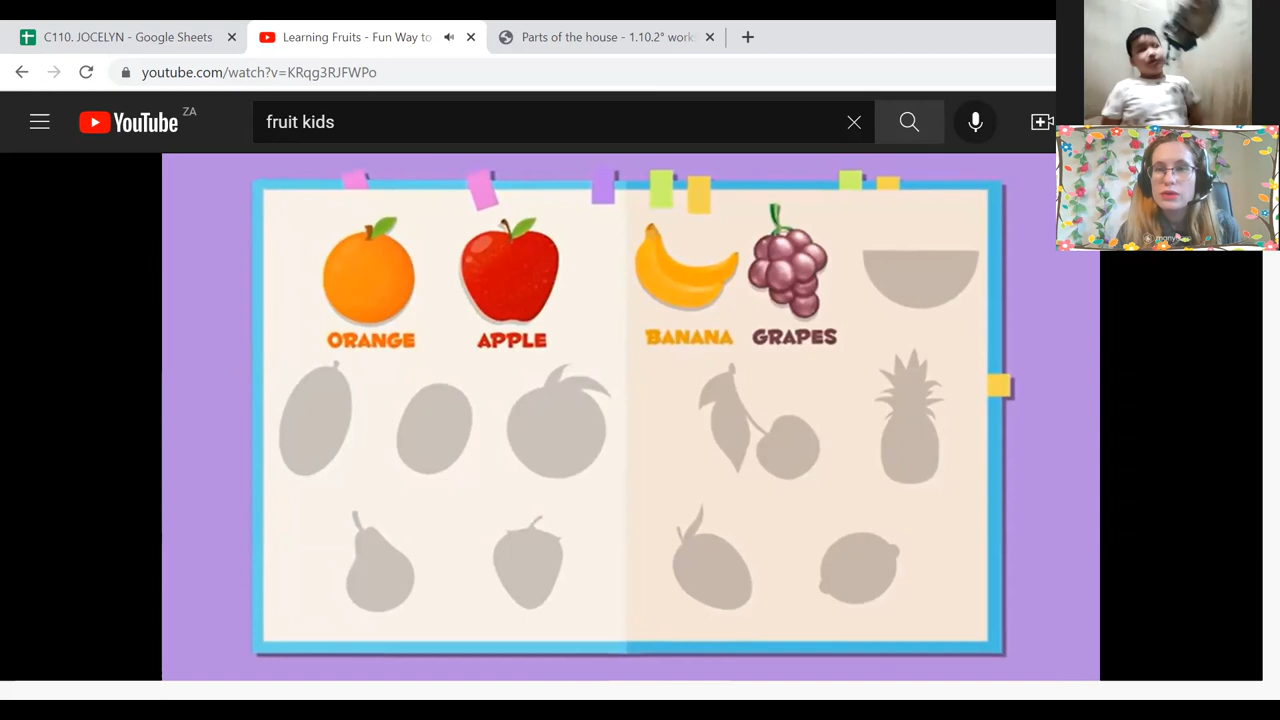 C110. JOCELYN - Google Sheets
Learning Fruits - Fun Way to
Parts of the house - 1.10.2° work
youtube.com/watch?v=KRqg3RJFWPo
YouTube ZA
fruit kids
ORANGE
APPLE
BANANA
GRAPES